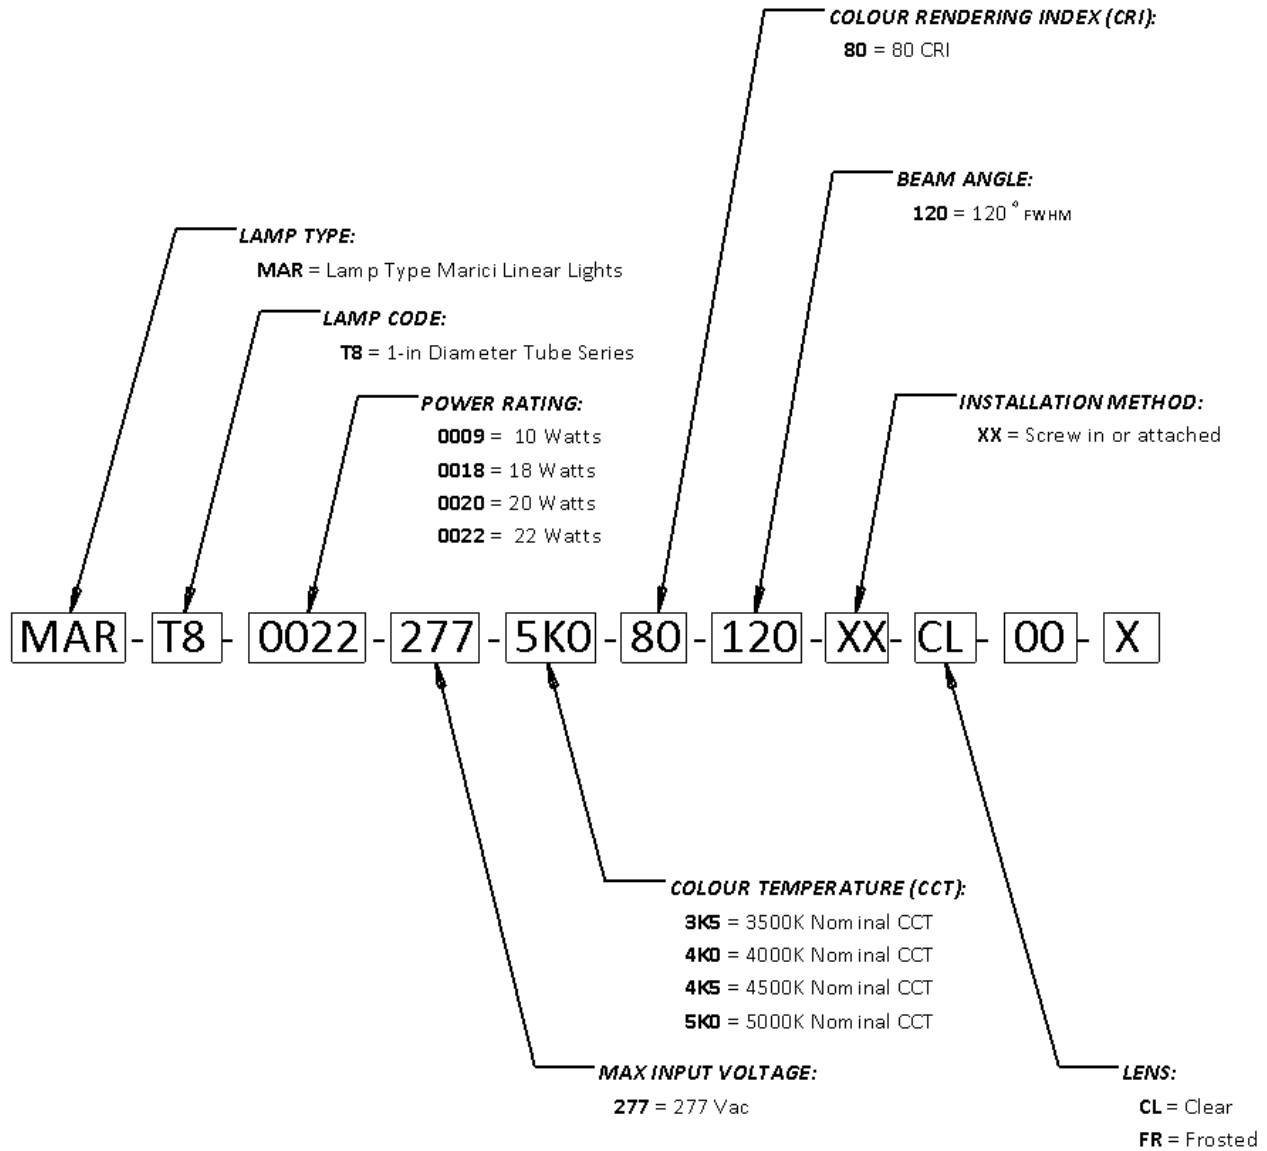 COLOUR RENDERING INDEX (CRI):
80 = 80 CRI
BEAM ANGLE:
120 = 120° FWHM
LAMP TYPE:
MAR = Lamp Type Marici Linear Lights
LAMP CODE:
T8 = 1-in Diameter Tube Series
POWER RATING:
0009 = 10 Watts
0018 = 18 Watts
0020 = 20 Watts
0022 = 22 Watts
INSTALLATION METHOD:
XX = Screw in or attached
MAR - T8 - 0022 - 277 - 5K0 - 80 - 120 - XX - CL - 00 - X
COLOUR TEMPERATURE (CCT):
3K5 = 3500K Nominal CCT
4K0 = 4000K Nominal CCT
4K5 = 4500K Nominal CCT
5K0 = 5000K Nominal CCT
MAX INPUT VOLTAGE:
277 = 277 Vac
LENS:
CL = Clear
FR = Frosted